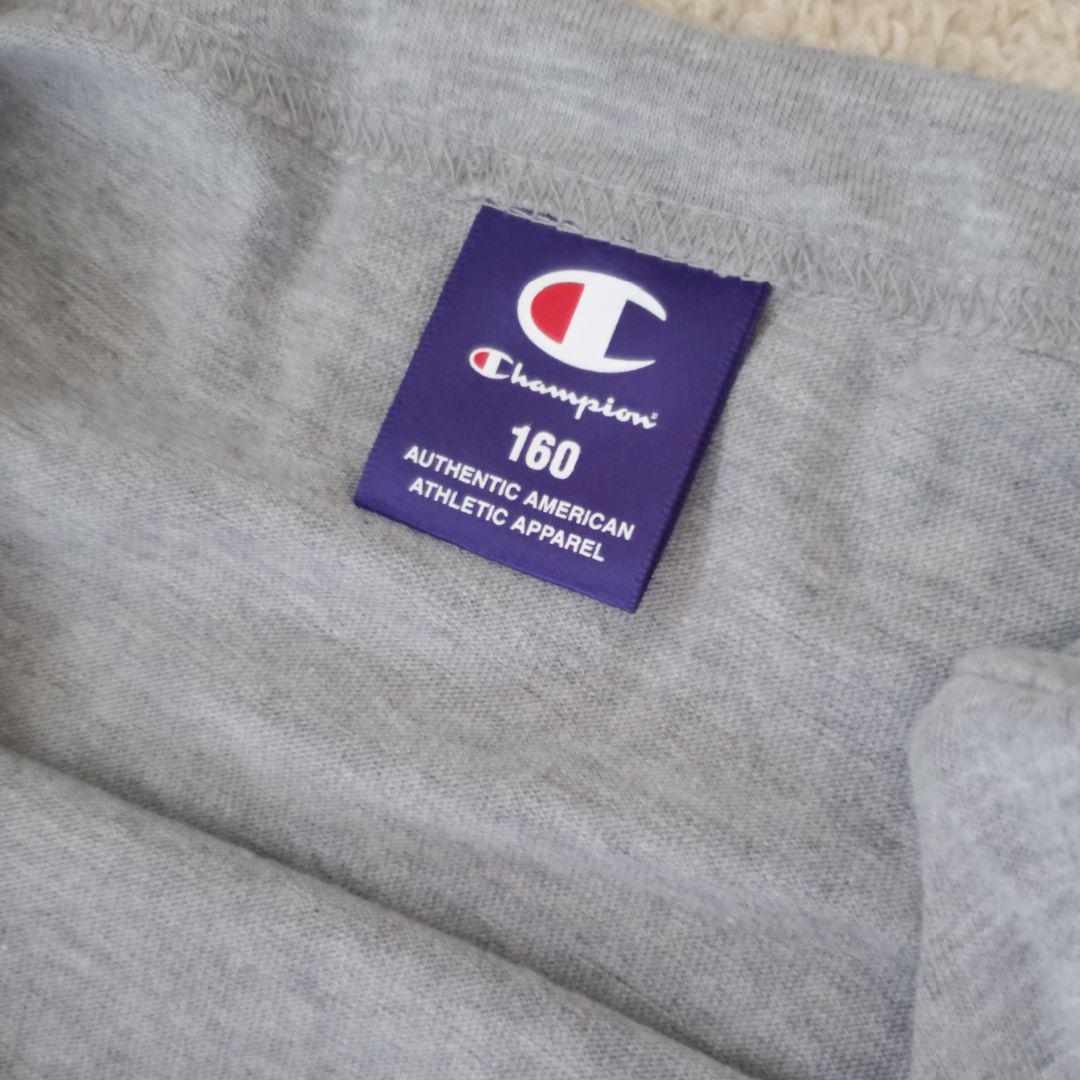 Champion
160
AUTHENTIC AMERICAN
ATHLETIC APPAREL